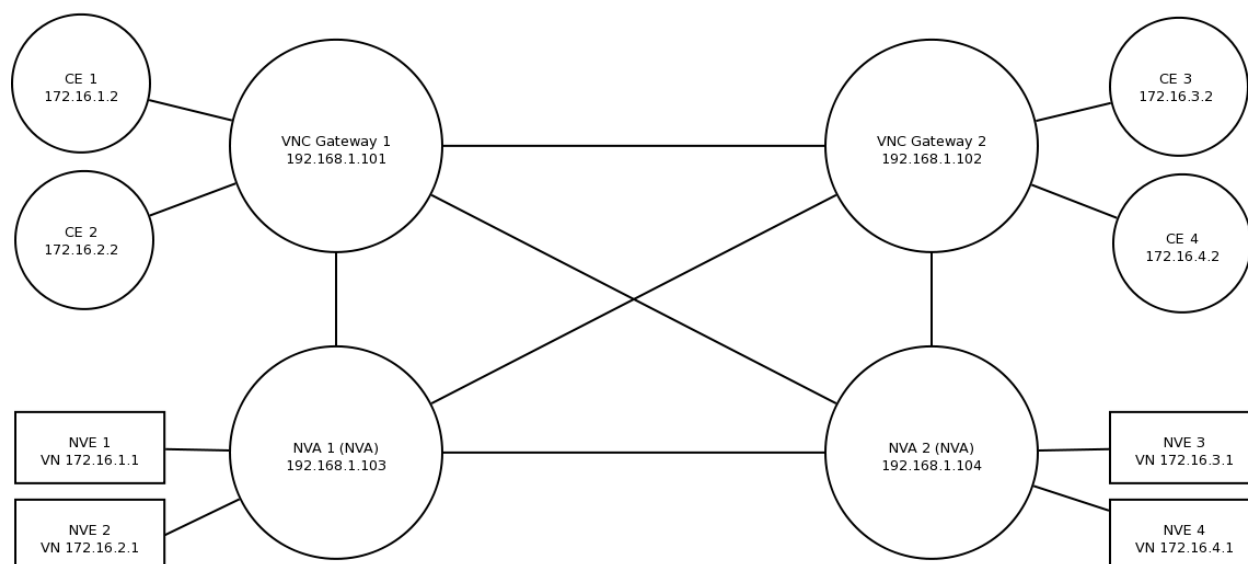 CE 1
172.16.1.2
VNC Gateway 1
192.168.1.101
VNC Gateway 2
192.168.1.102
CE 3
172.16.3.2
CE 2
172.16.2.2
CE 4
172.16.4.2
NVE 1
VN 172.16.1.1
NVA 1 (NVA)
192.168.1.103
NVA 2 (NVA)
192.168.1.104
NVE 3
VN 172.16.3.1
NVE 2
VN 172.16.2.1
NVE 4
VN 172.16.4.1